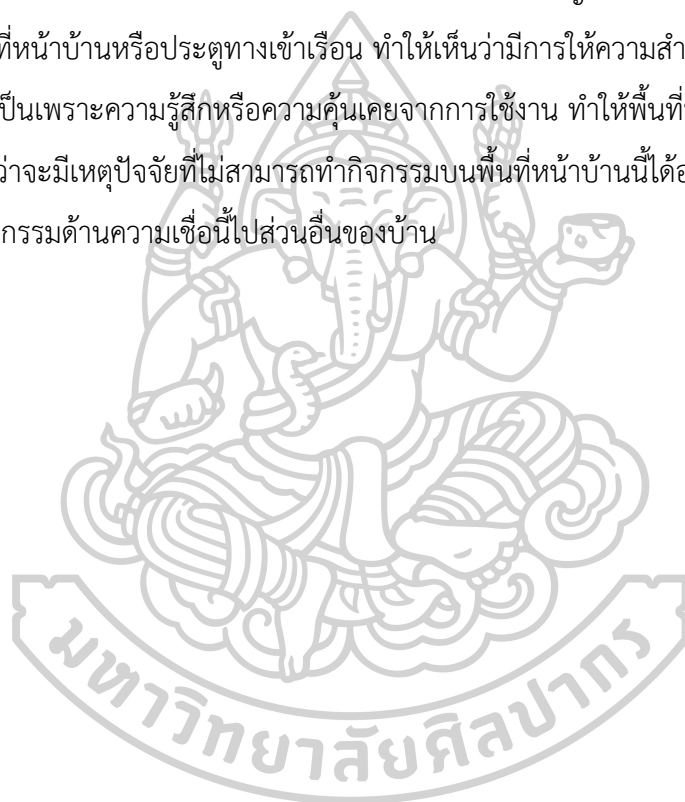 ที่หน้าบ้านหรือประตูทางเข้าเรือน ทำให้เห็นว่ามีการให้ความสำ
ป็นเพราะความรู้สึกหรือความคุ้นเคยจากการใช้งาน ทำให้พื้นที่
ว่าจะมีเหตุปัจจัยที่ไม่สามารถทำกิจกรรมบนพื้นที่หน้าบ้านนี้ได้อ
กรรมด้านความเชื่อนี้ไปส่วนอื่นของบ้าน
มหาวิทยาลัยศิลปากร